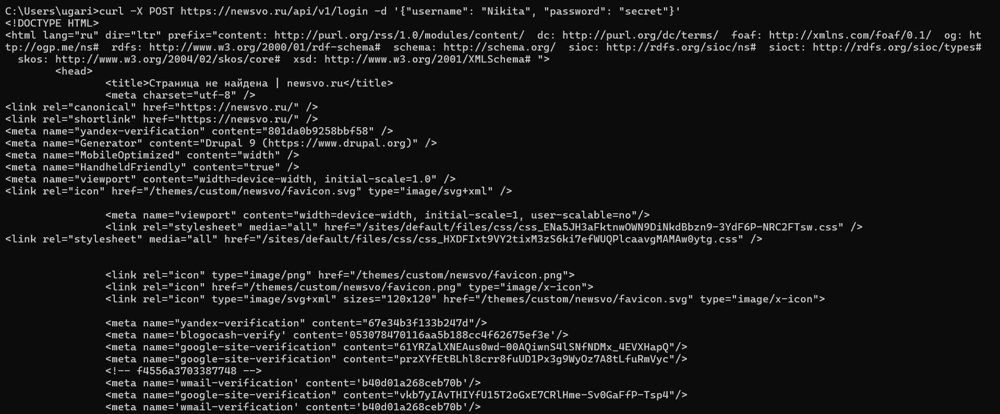 C:\Users\ugari>curl -X POST https://newsvo.ru/api/v1/login -d '{"username": "Nikita", "password": "secret"}'
<!DOCTYPE HTML>
<html lang="ru" dir="ltr" prefix="content: http://purl.org/rss/1.0/modules/content/  dc: http://purl.org/dc/terms/  foaf: http://xmlns.com/foaf/0.1/  og: ht
tp://ogp.me/ns#  rdfs: http://www.w3.org/2000/01/rdf-schema#  schema: http://schema.org/  sioc: http://rdfs.org/sioc/ns#  sioct: http://rdfs.org/sioc/types#
  skos: http://www.w3.org/2004/02/skos/core#  xsd: http://www.w3.org/2001/XMLSchema# ">
        <head>
                <title>Страница не найдена | newsvo.ru</title>
                <meta charset="utf-8" />
<link rel="canonical" href="https://newsvo.ru/" />
<link rel="shortlink" href="https://newsvo.ru/" />
<meta name="yandex-verification" content="801da0b9258bbf58" />
<meta name="Generator" content="Drupal 9 (https://www.drupal.org)" />
<meta name="MobileOptimized" content="width" />
<meta name="HandheldFriendly" content="true" />
<meta name="viewport" content="width=device-width, initial-scale=1.0" />
<link rel="icon" href="/themes/custom/newsvo/favicon.svg" type="image/svg+xml" />
                <meta name="viewport" content="width=device-width, initial-scale=1, user-scalable=no"/>
                <link rel="stylesheet" media="all" href="/sites/default/files/css/css_ENa5JH3aFktnwOWN9DiNkdBbzn9-3YdF6P-NRC2FTsw.css" />
<link rel="stylesheet" media="all" href="/sites/default/files/css/css_HXDFIxt9VY2tixM3zS6ki7efWUQPlcaavgMAMAw0ytg.css" />
                <link rel="icon" type="image/png" href="/themes/custom/newsvo/favicon.png">
                <link rel="icon" href="/themes/custom/newsvo/favicon.png" type="image/x-icon">
                <link rel="icon" type="image/svg+xml" sizes="120x120" href="/themes/custom/newsvo/favicon.svg" type="image/x-icon">
                <meta name="yandex-verification" content="67e34b3f133b247d"/>
                <meta name='blogocash-verify' content='053078470116aa5b188cc4f62675ef3e'/>
                <meta name="google-site-verification" content="61YRZalXNEAus0wd-00AQiwnS4lSNfNDMx_4EVXHapQ"/>
                <meta name="google-site-verification" content="przXYfEtBLhl8crr8fuUD1Px3g9WyOz7A8tLfuRmVyc"/>
                <!-- f4556a3703387748 -->
                <meta name='wmail-verification' content='b40d01a268ceb70b'/>
                <meta name="google-site-verification" content="vkb7yIAvTHIYfU15T2oGxE7CRlHme-Sv0GaFfP-Tsp4"/>
                <meta name='wmail-verification' content='b40d01a268ceb70b'/>